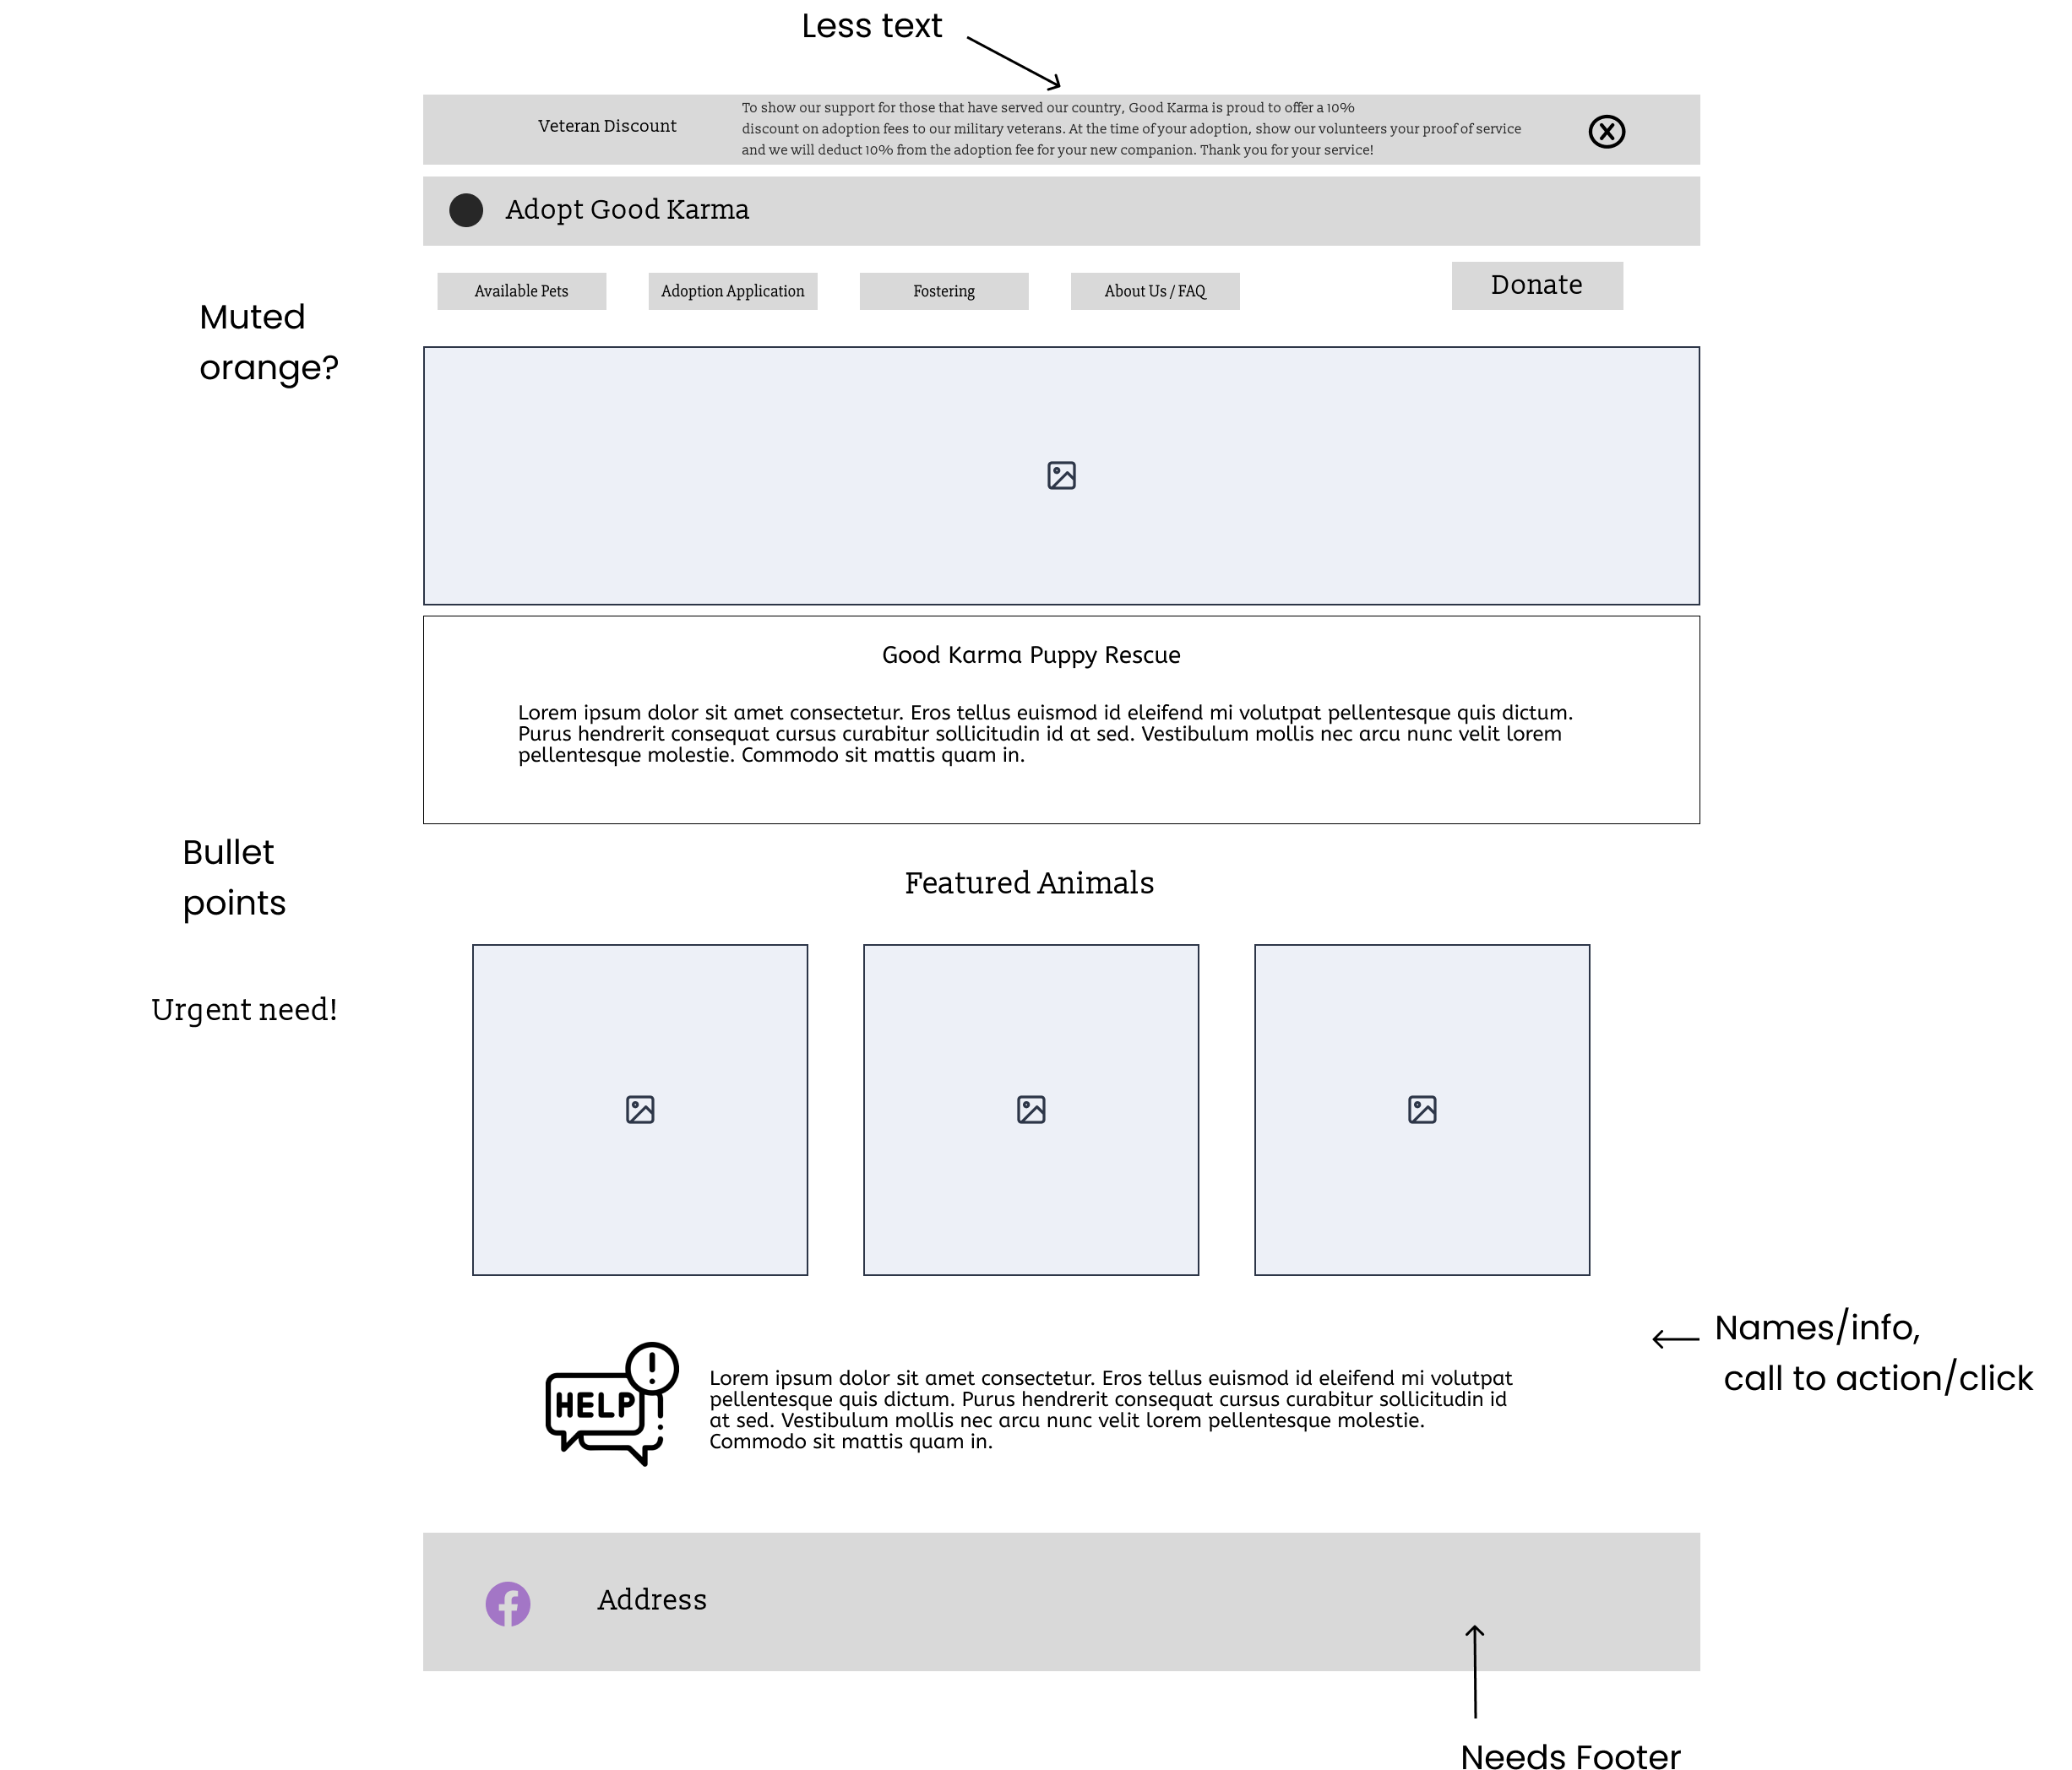 Less text
Veteran Discount
To show our support for those that have served our country, Good Karma is proud to offer a 10%
discount on adoption fees to our military veterans. At the time of your adoption, show our volunteers your proof of service
and we will deduct 10% from the adoption fee for your new companion. Thank you for your service!
Adopt Good Karma
Available Pets
Adoption Application
Fostering
About Us / FAQ
Donate
Muted
orange?
Good Karma Puppy Rescue
Lorem ipsum dolor sit amet consectetur. Eros tellus euismod id eleifend mi volutpat pellentesque quis dictum.
Purus hendrerit consequat cursus curabitur sollicitudin id at sed. Vestibulum mollis nec arcu nunc velit lorem
pellentesque molestie. Commodo sit mattis quam in.
Bullet
points
Featured Animals
Urgent need!
Names/info,
call to action/click
HELP
Lorem ipsum dolor sit amet consectetur. Eros tellus euismod id eleifend mi volutpat
pellentesque quis dictum. Purus hendrerit consequat cursus curabitur sollicitudin id
at sed. Vestibulum mollis nec arcu nunc velit lorem pellentesque molestie.
Commodo sit mattis quam in.
Address
Needs Footer